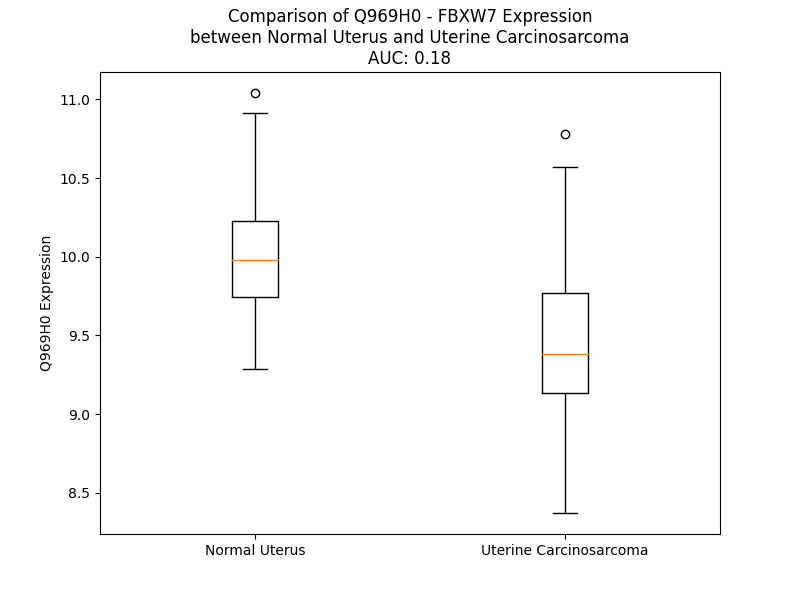 Comparison of Q969H0 - FBXW7 Expression
between Normal Uterus and Uterine Carcinosarcoma
AUC: 0.18
11.0
10.5
10.0
9.5
9.0
8.5
Q969H0 Expression
Normal Uterus
Uterine Carcinosarcoma